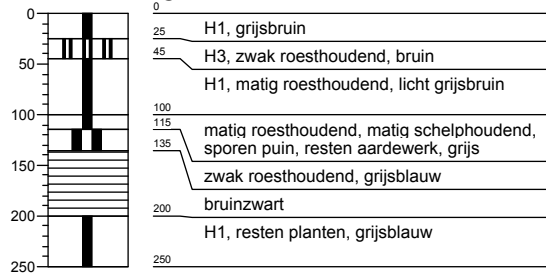 0
0
25
H1, grijsbruin
45
H3, zwak roesthoudend, bruin
50
H1, matig roesthoudend, licht grijsbruin
100
100
115
matig roesthoudend, matig schelphoudend,
135
sporen puin, resten aardewerk, grijs
150
zwak roesthoudend, grijsblauw
bruinzwart
200
200
H1, resten planten, grijsblauw
250
250